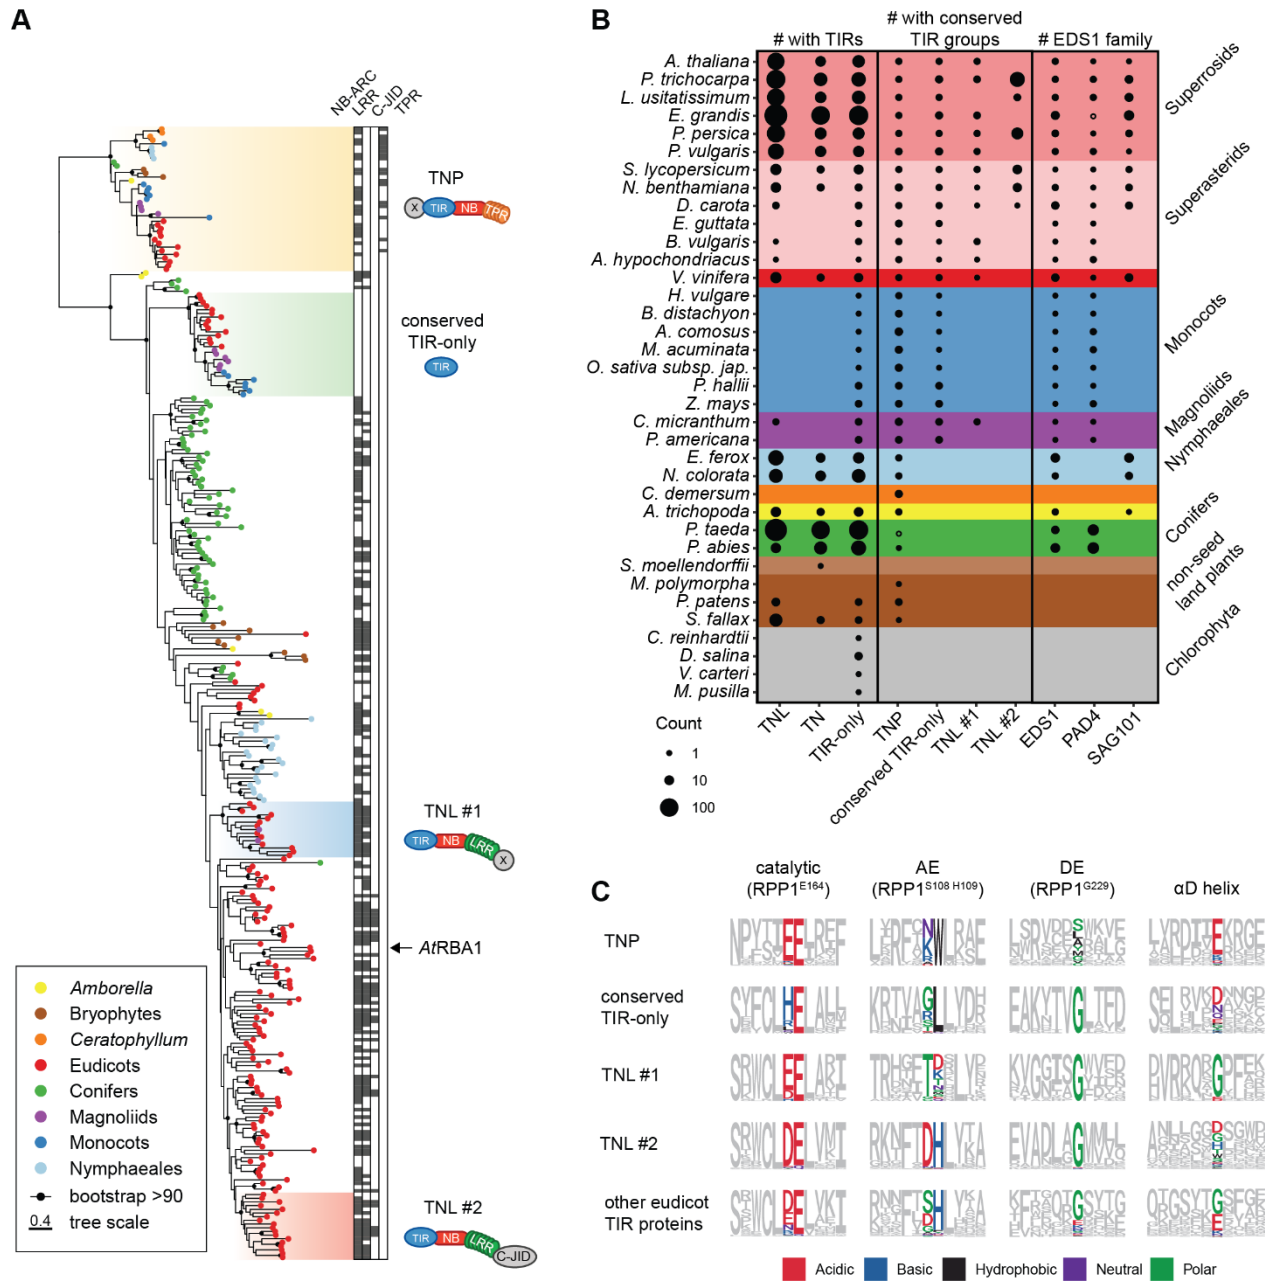 A
NB-ARC
LRR
C-JID
TPR
TNP
X TIR NB TPR
conserved
TIR-only
TIR
TNL #1
TIR NB LRR X
AtRBA1
TNL #2
TIR NB LRR C-JID
Amborella
Bryophytes
Ceratophyllum
Eudicots
Conifers
Magnoliids
Monocots
Nymphaeales
bootstrap >90
0.4 tree scale
B
# with TIRs
# with conserved
TIR groups
# EDS1 family
A. thaliana
P. trichocarpa
L. usitatissimum
E. grandis
P. persica
P. vulgaris
S. lycopersicum
N. benthamiana
D. carota
E. guttata
B. vulgaris
A. hypochondriacus
V. vinifera
H. vulgare
B. distachyon
A. comosus
M. acuminata
O. sativa subsp. jap.
P. hallii
Z. mays
C. micranthum
P. americana
E. ferox
N. colorata
C. demersum
A. trichopoda
P. taeda
P. abies
S. moellendorffii
M. polymorpha
P. patens
S. fallax
C. reinhardtii
D. salina
V. carteri
M. pusilla
Superrosids
Superasterids
Monocots
Magnoliids
Nymphaeales
Conifers
non-seed
land plants
Chlorophyta
TNL
TN
TIR-only
TNP
conserved TIR-only
TNL #1
TNL #2
EDS1
PAD4
SAG101
Count
1
10
100
C
catalytic
(RPP1E164)
AE
(RPP1S108 H109)
DE
(RPP1G229)
αD helix
TNP
conserved
TIR-only
TNL #1
TNL #2
other eudicot
TIR proteins
Acidic
Basic
Hydrophobic
Neutral
Polar